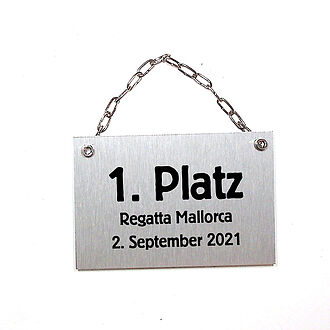 1. Platz
Regatta Mallorca
2. September 2021